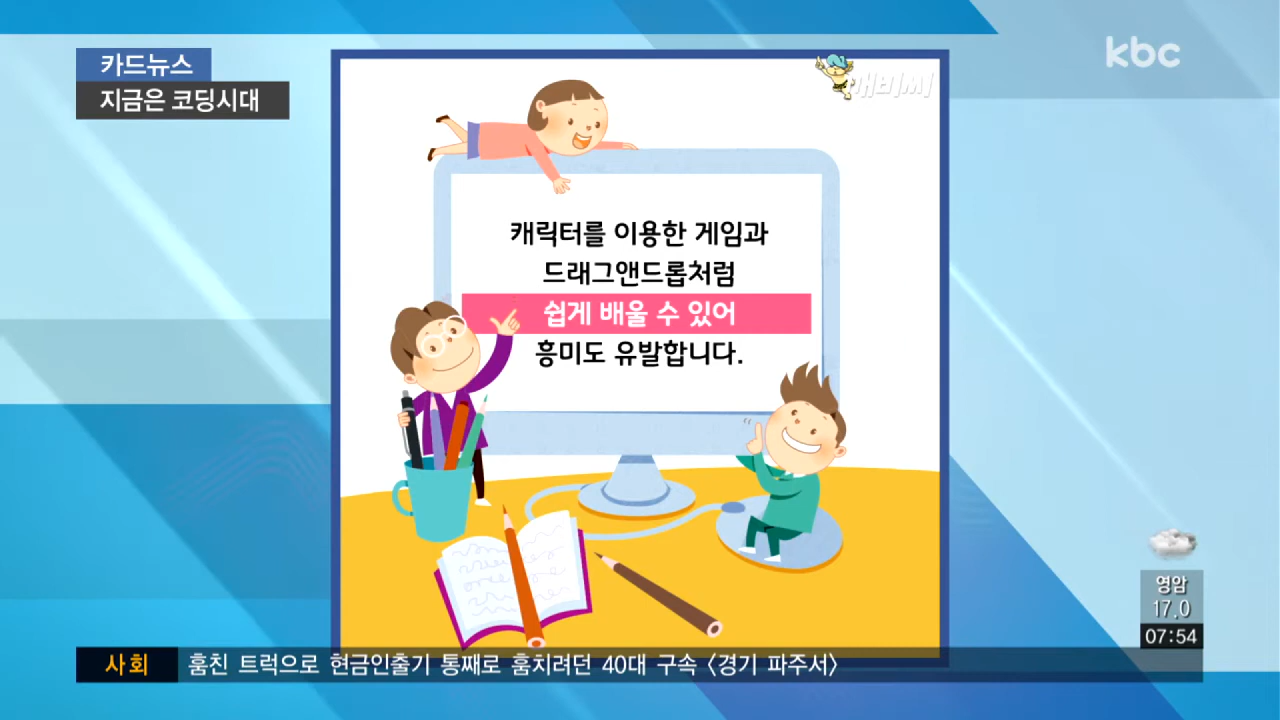 카드뉴스
지금은 코딩시대
kbc
깨비씨
캐릭터를 이용한 게임과
드래그앤드롭처럼
쉽게 배울 수 있어
흥미도 유발합니다.
영암
17.0
07:54
사회 훔친 트럭으로 현금인출기 통째로 훔치려던 40대 구속 <경기 파주서>